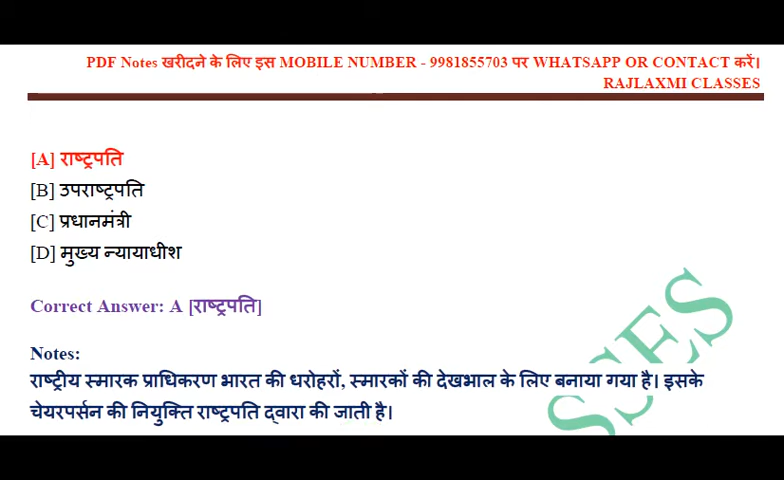 PDF Notes खरीदने के लिए इस MOBILE NUMBER - 9981855703 पर WHATSAPP OR CONTACT करें।
RAJLAXMI CLASSES
[A] राष्ट्रपति
[B] उपराष्ट्रपति
[C] प्रधानमंत्री
[D] मुख्य न्यायाधीश
Correct Answer: A [राष्ट्रपति]
Notes:
राष्ट्रीय स्मारक प्राधिकरण भारत की धरोहरों, स्मारकों की देखभाल के लिए बनाया गया है। इसके
चेयरपर्सन की नियुक्ति राष्ट्रपति द्वारा की जाती है।